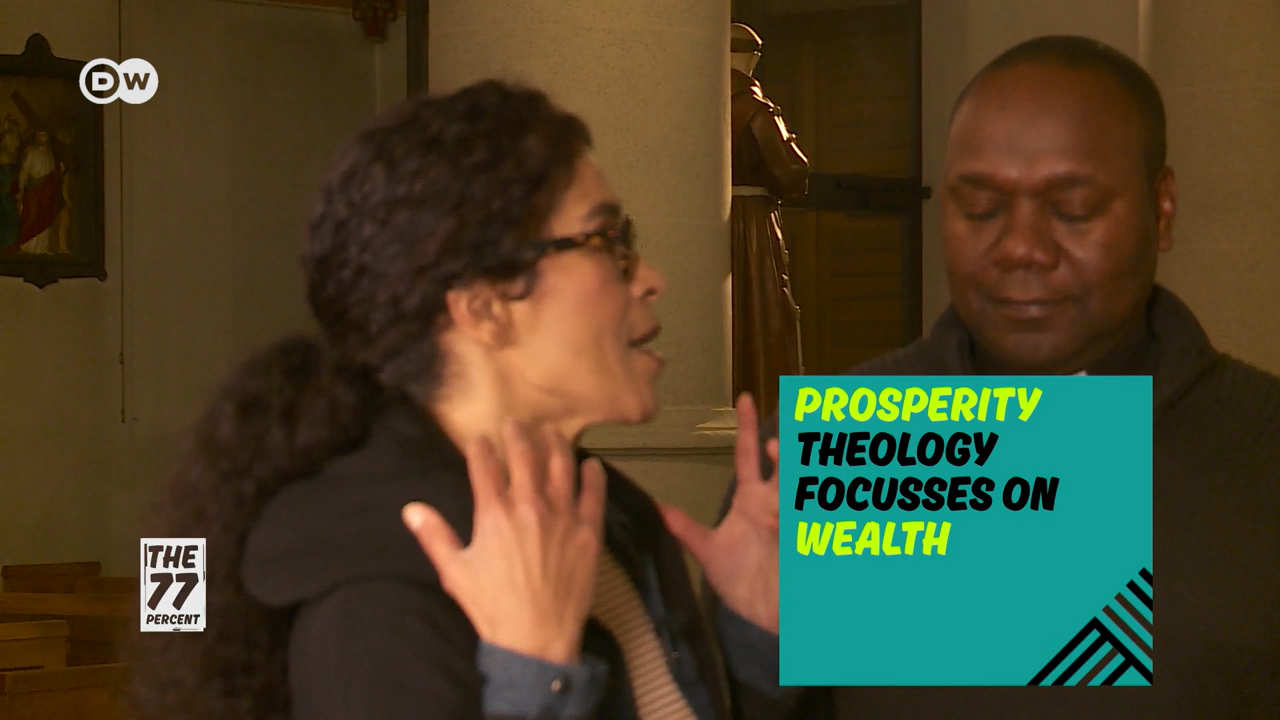 DW
THE
77
PERCENT
PROSPERITY
THEOLOGY
FOCUSSES ON
WEALTH